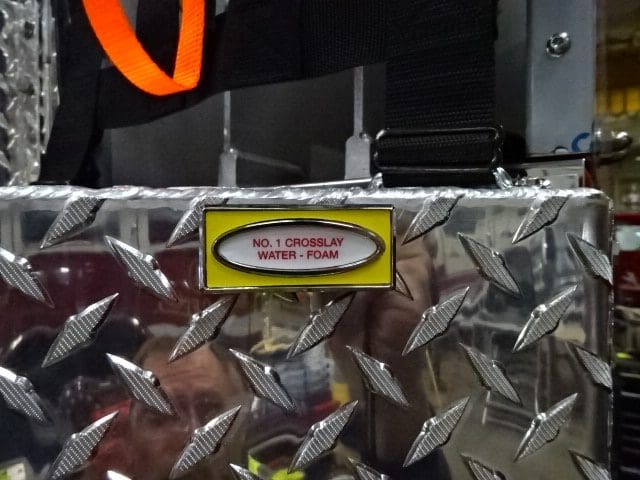 NO. 1 CROSSLAY
WATER - FOAM